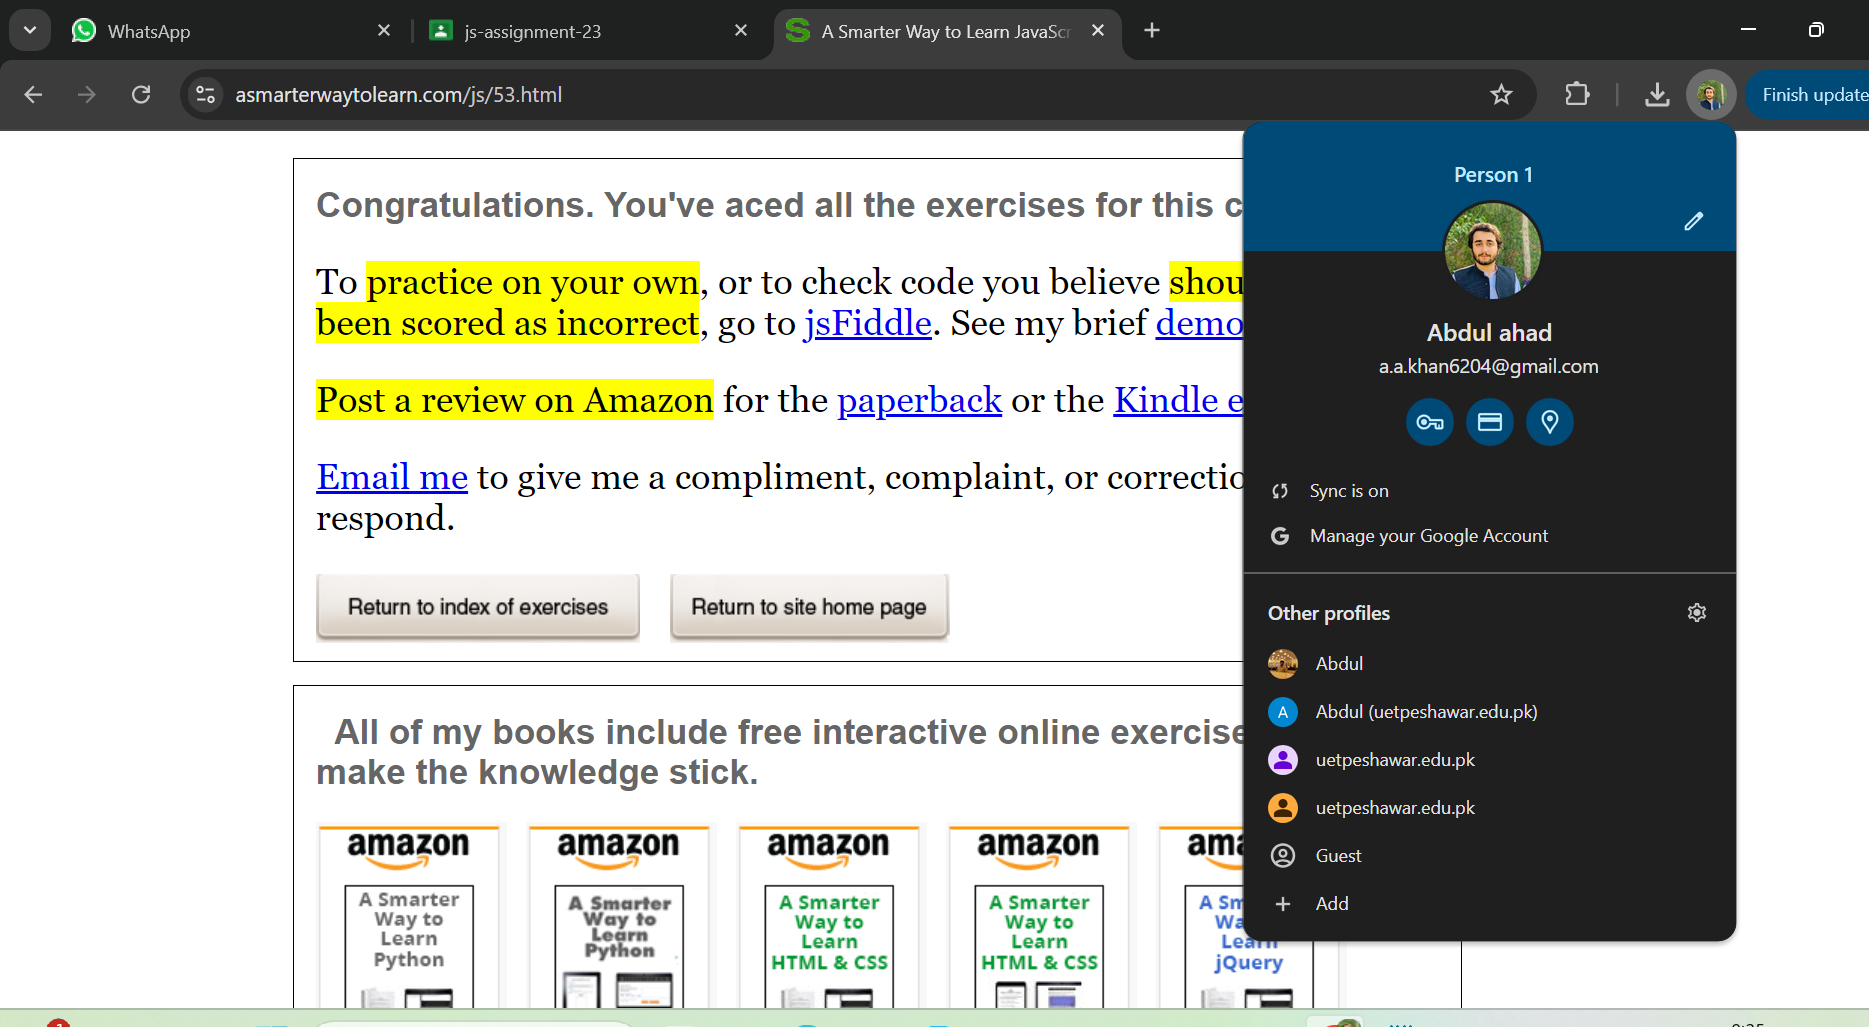 WhatsApp
js-assignment-23
A Smarter Way to Learn JavaScr
asmarterwaytolearn.com/js/53.html
Finish update
Congratulations. You've aced all the exercises for this c
To practice on your own, or to check code you believe shou
been scored as incorrect, go to jsFiddle. See my brief demo
Post a review on Amazon for the paperback or the Kindle e
Email me to give me a compliment, complaint, or correctio
respond.
Return to index of exercises
Return to site home page
All of my books include free interactive online exercise
make the knowledge stick.
amazon
A Smarter
Way to
Learn
Python
amazon
A Smarter
Way to
Learn
Python
amazon
A Smarter
Way to
Learn
HTML & CSS
amazon
A Smarter
Way to
Learn
HTML & CSS
ama
A Sm
Wa
Learn
jQuery
Person 1
Abdul ahad
a.a.khan6204@gmail.com
Sync is on
Manage your Google Account
Other profiles
Abdul
A
Abdul (uetpeshawar.edu.pk)
uetpeshawar.edu.pk
uetpeshawar.edu.pk
Guest
Add